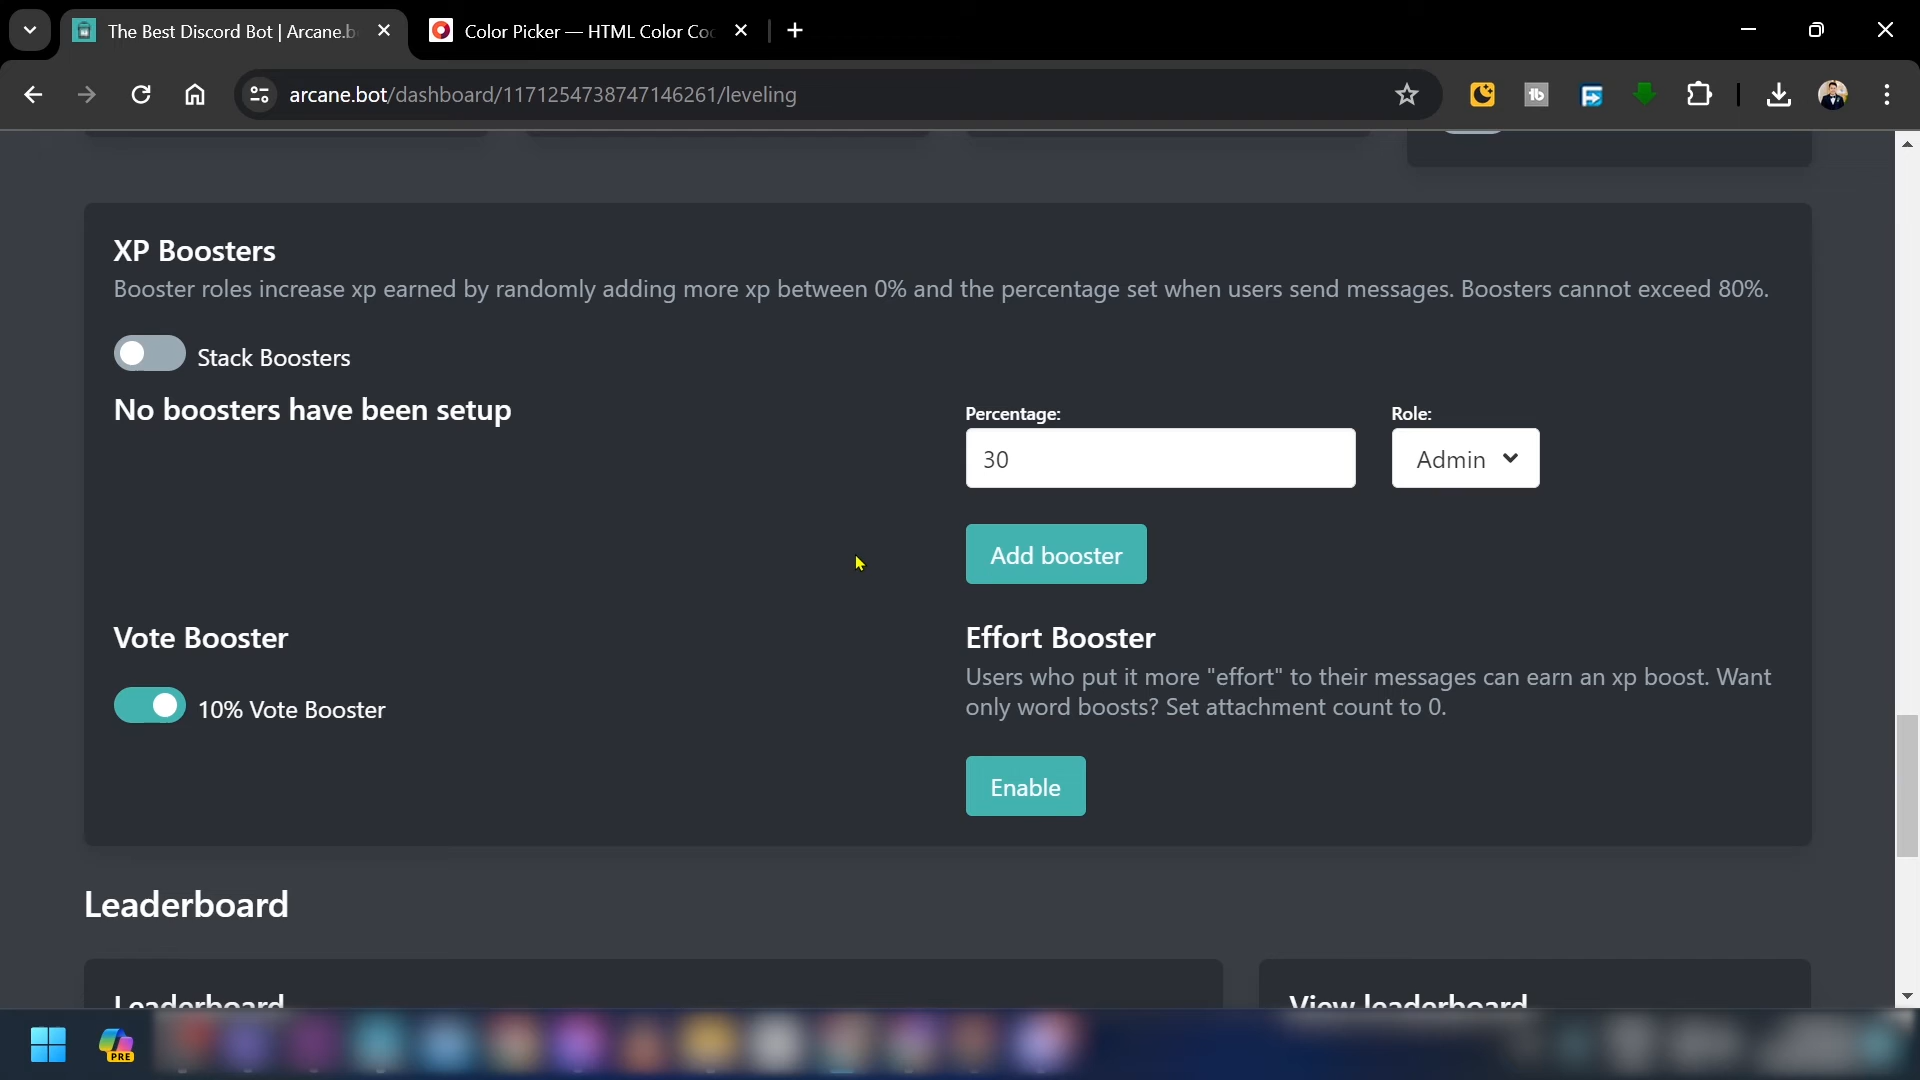 The Best Discord Bot | Arcane.b
Color Picker — HTML Color Co
arcane.bot/dashboard/1171254738747146261/leveling
XP Boosters
Booster roles increase xp earned by randomly adding more xp between 0% and the percentage set when users send messages. Boosters cannot exceed 80%.
Stack Boosters
No boosters have been setup
Percentage:
Role:
30
Admin
Add booster
Vote Booster
Effort Booster
10% Vote Booster
Users who put it more "effort" to their messages can earn an xp boost. Want
only word boosts? Set attachment count to 0.
Enable
Leaderboard
Leaderboard
View leaderboard
PRE